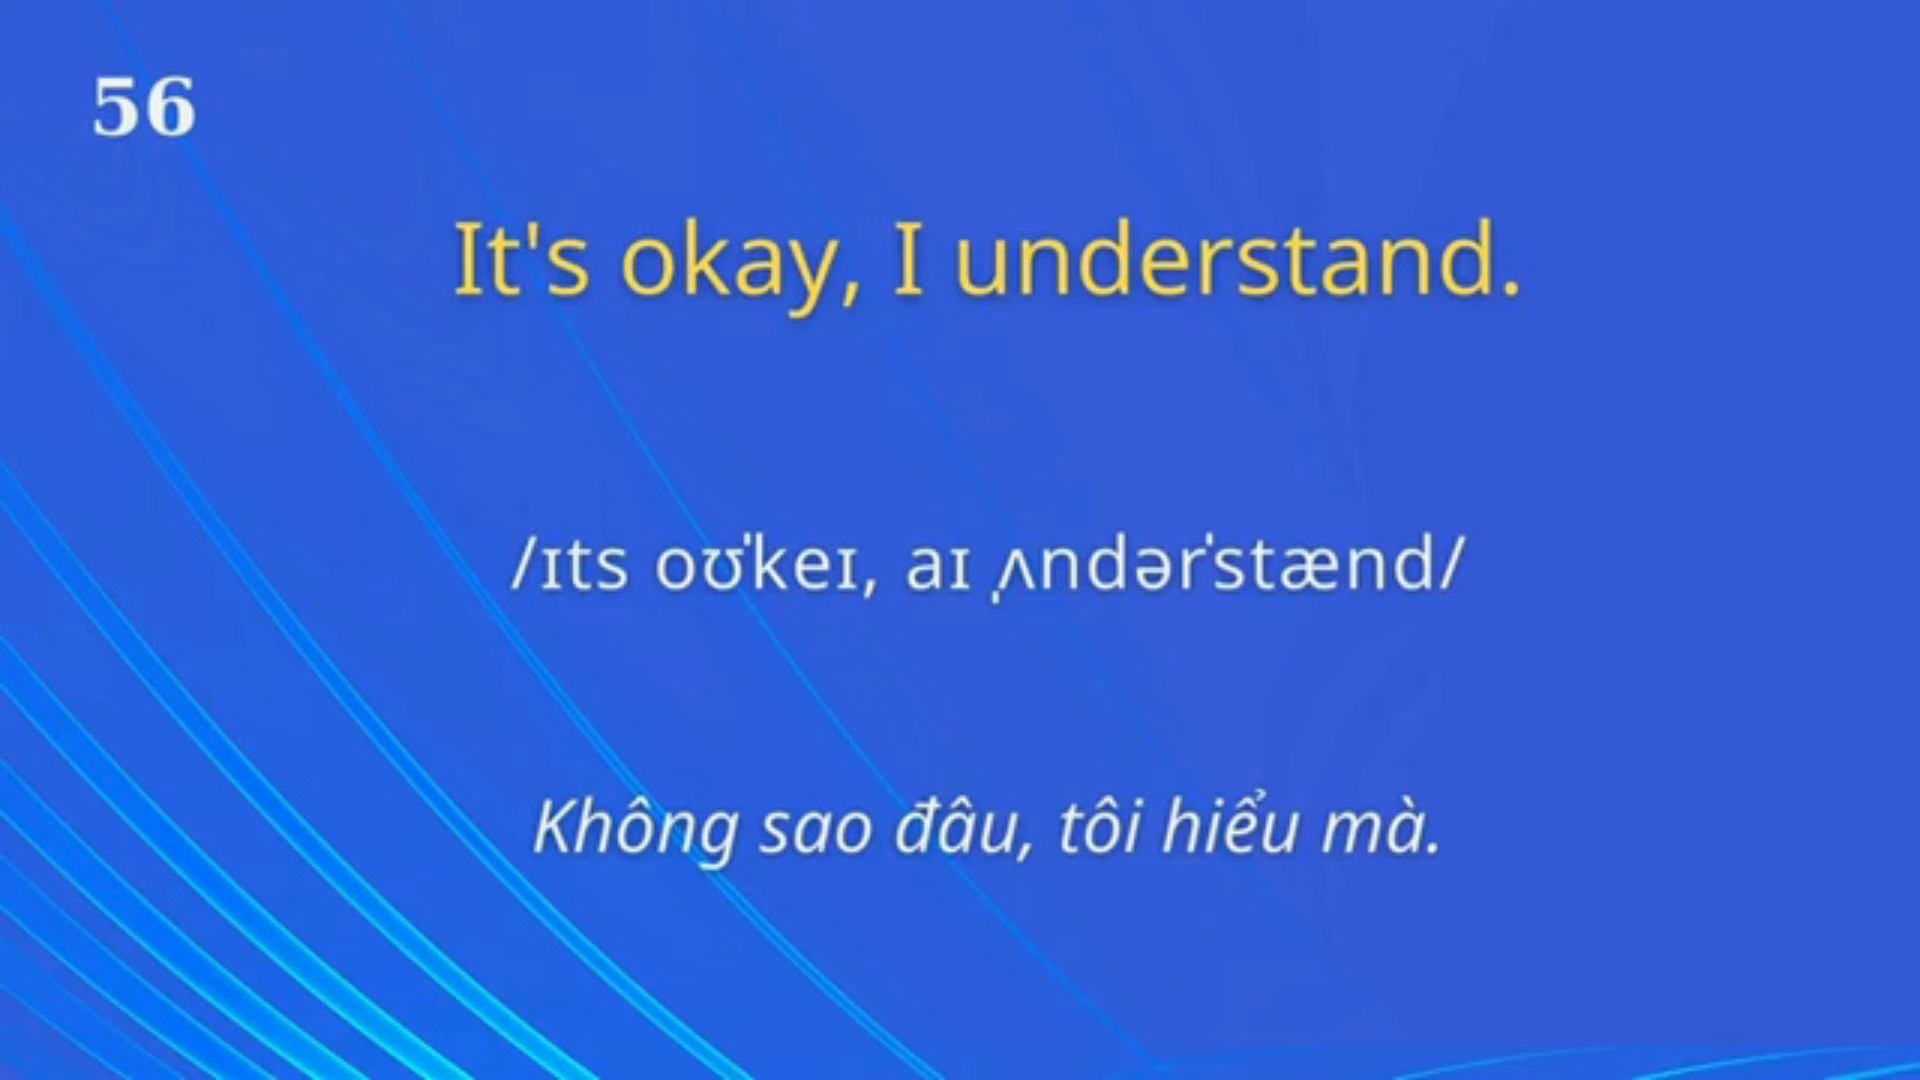 56
It's okay, I understand.
/ɪts oʊˈkeɪ, aɪ ˌʌndərˈstænd/
Không sao đâu, tôi hiểu mà.